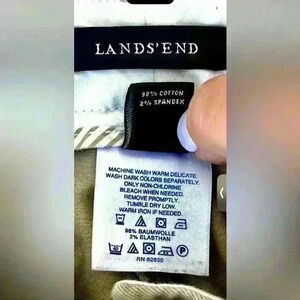 LANDS' END
98% COTTON
2% SPANDEX
MACHINE WASH WARM DELICATE.
WASH DARK COLORS SEPARATELY.
ONLY NON-CHLORINE
BLEACH WHEN NEEDED.
REMOVE PROMPTLY.
TUMBLE DRY LOW.
WARM IRON IF NEEDED.
98% BAUMWOLLE
2% ELASTHAN
RN 62830